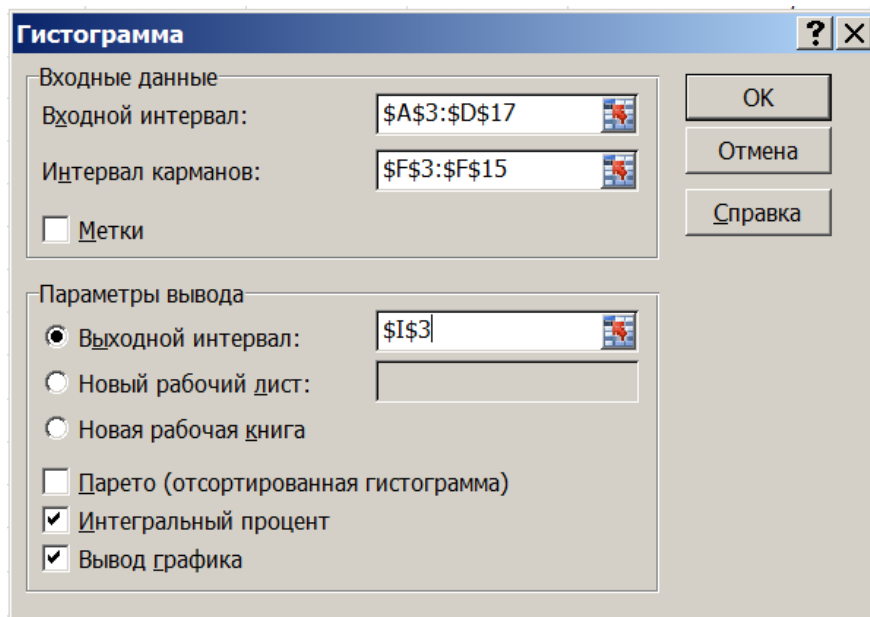 Гистограмма
Входные данные
Входной интервал: $A$3:$D$17
Интервал карманов: $F$3:$F$15
Метки
OK
Отмена
Справка
Параметры вывода
Выходной интервал: $I$3
Новый рабочий лист:
Новая рабочая книга
Парето (отсортированная гистограмма)
Интегральный процент
Вывод графика